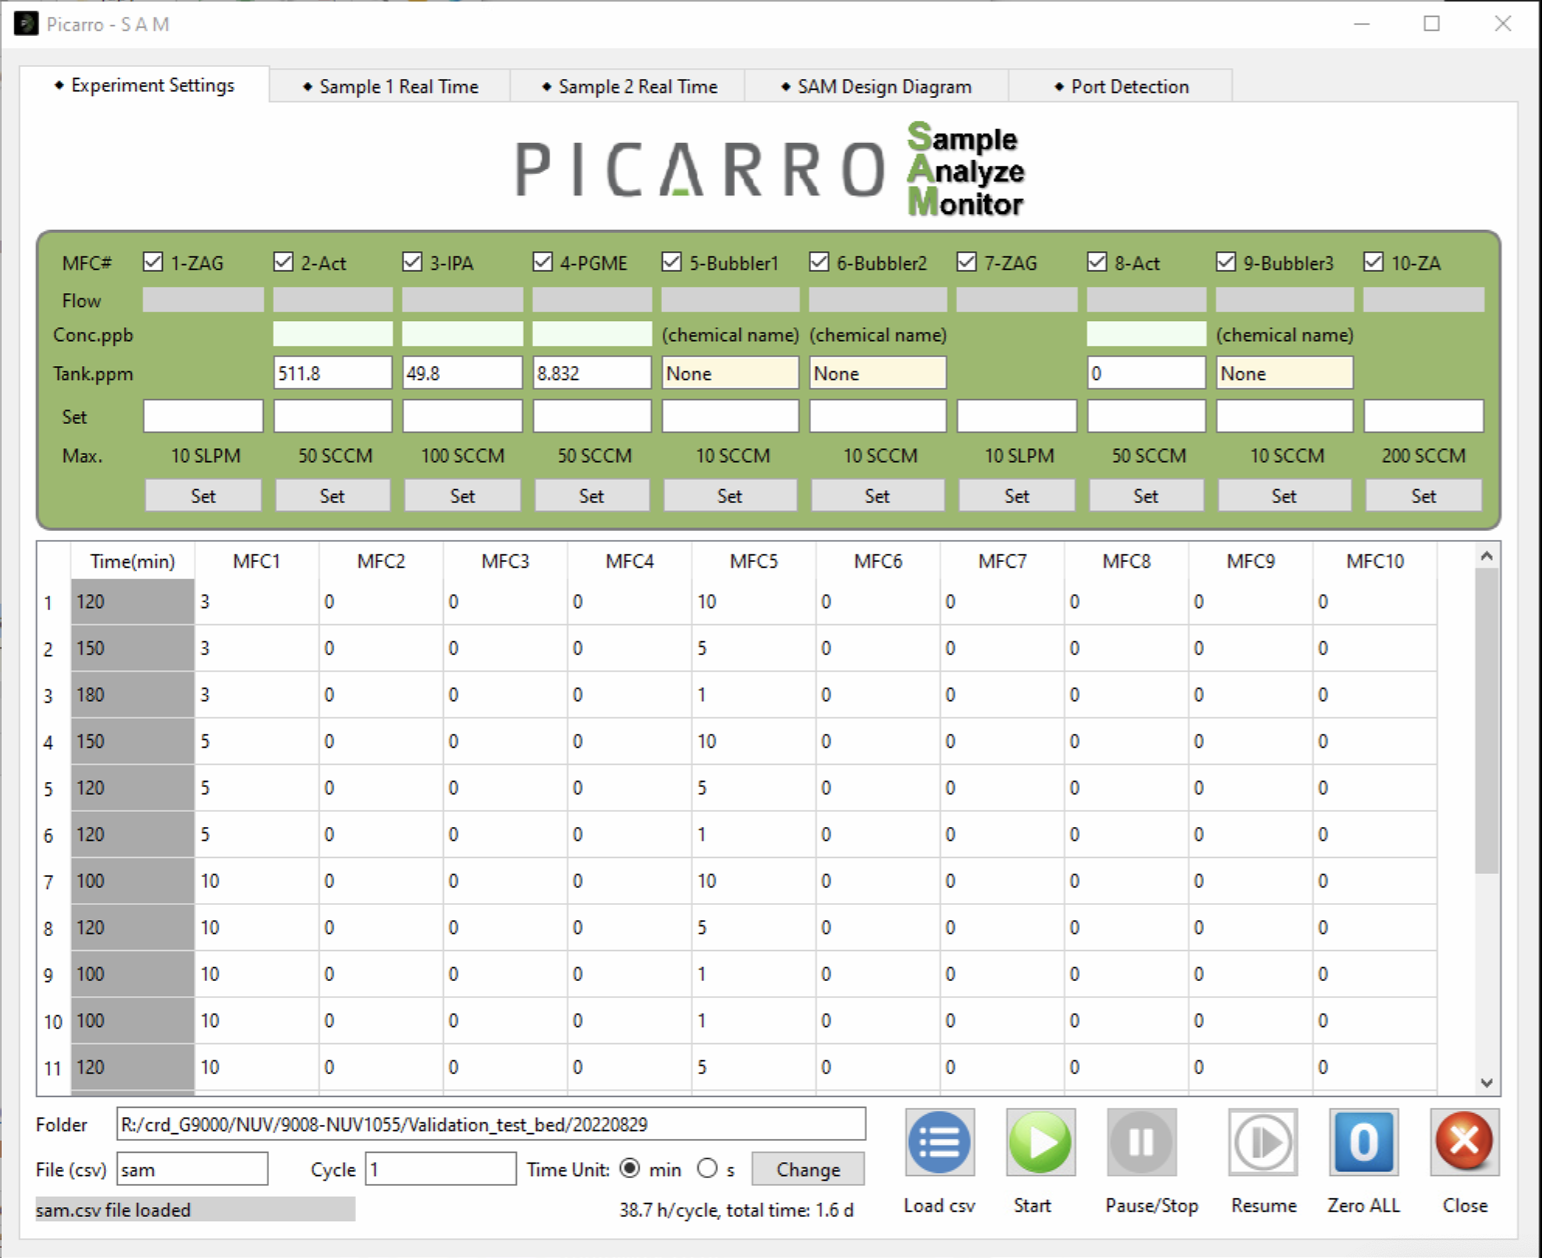 Picarro - S A M
Experiment Settings Sample 1 Real Time Sample 2 Real Time SAM Design Diagram Port Detection
PICARRO Sample
Analyze
Monitor
MFC# 1-ZAG 2-Act 3-IPA 4-PGME 5-Bubbler1 6-Bubbler2 7-ZAG 8-Act 9-Bubbler3 10-ZA
Flow
Conc.ppb (chemical name) (chemical name) (chemical name)
Tank.ppm 511.8 49.8 8.832 None None 0 None
Set
Max. 10 SLPM 50 SCCM 100 SCCM 50 SCCM 10 SCCM 10 SCCM 10 SLPM 50 SCCM 10 SCCM 200 SCCM
Set Set Set Set Set Set Set Set Set Set
Time(min) MFC1 MFC2 MFC3 MFC4 MFC5 MFC6 MFC7 MFC8 MFC9 MFC10
1 120 3 0 0 0 10 0 0 0 0 0
2 150 3 0 0 0 5 0 0 0 0 0
3 180 3 0 0 0 1 0 0 0 0 0
4 150 5 0 0 0 10 0 0 0 0 0
5 120 5 0 0 0 5 0 0 0 0 0
6 120 5 0 0 0 1 0 0 0 0 0
7 100 10 0 0 0 10 0 0 0 0 0
8 120 10 0 0 0 5 0 0 0 0 0
9 100 10 0 0 0 1 0 0 0 0 0
10 100 10 0 0 0 1 0 0 0 0 0
11 120 10 0 0 0 5 0 0 0 0 0
Folder R:/crd_G9000/NUV/9008-NUV1055/Validation_test_bed/20220829
File (csv) sam Cycle 1 Time Unit: min s Change
sam.csv file loaded 38.7 h/cycle, total time: 1.6 d
0
Load csv Start Pause/Stop Resume Zero ALL Close